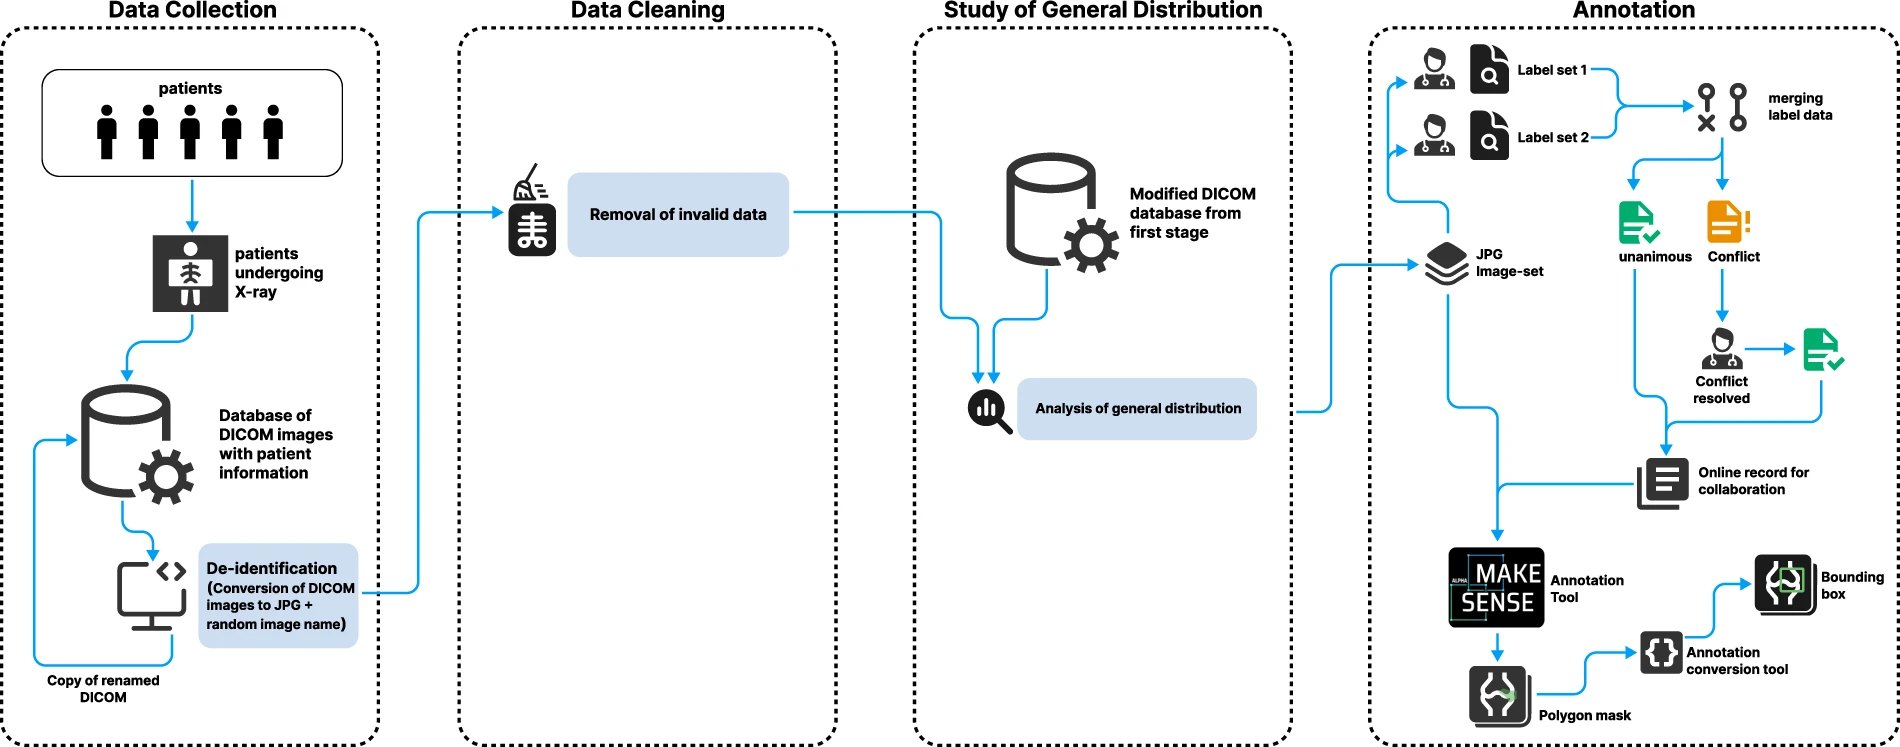 Data Collection
patients
patients
undergoing
X-ray
Database of
DICOM images
with patient
information
De-identification
(Conversion of DICOM
images to JPG +
random image name)
Copy of renamed
DICOM
Data Cleaning
Removal of invalid data
Study of General Distribution
Modified DICOM
database from
first stage
Analysis of general distribution
Annotation
Label set 1
Label set 2
merging
label data
JPG
Image-set
unanimous
Conflict
Conflict
resolved
Online record for
collaboration
ALPHA
MAKE
SENSE
Annotation
Tool
Bounding
box
Annotation
conversion tool
Polygon mask